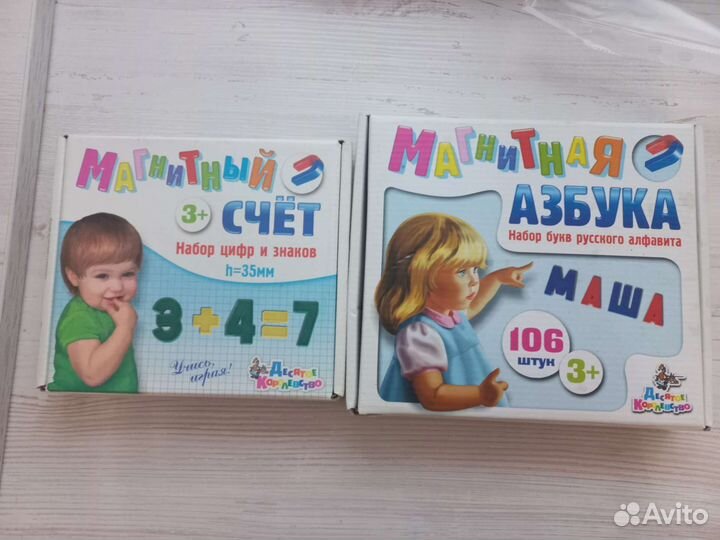 МАГНИТНЫЙ
3+
СЧЁТ
Набор цифр и знаков
h=35мм
3+4=7
Учись, играя!
ДЕСЯТОЕ
КОРОЛЕВСТВО
МАГНИТНАЯ
АЗБУКА
Набор букв русского алфавита
МАША
106
штук
3+
ДЕСЯТОЕ
КОРОЛЕВСТВО
Avito